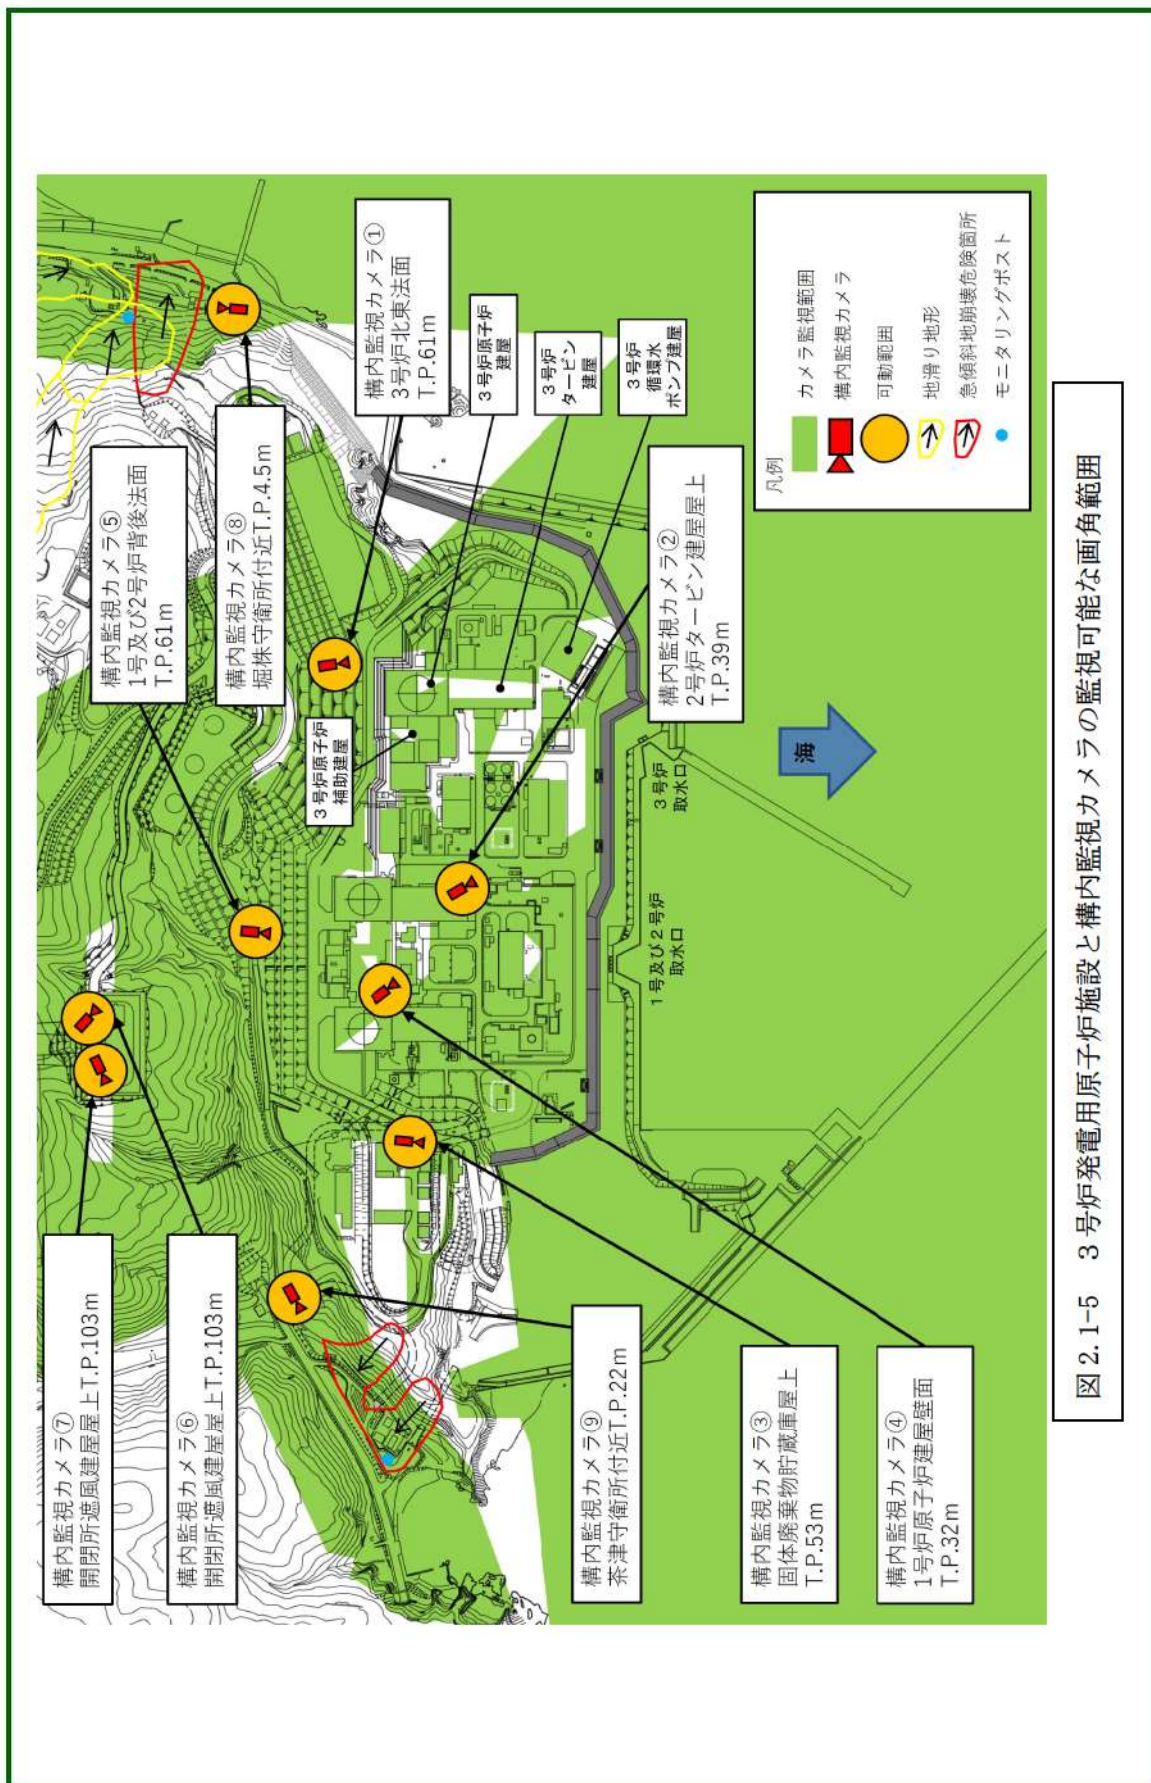 構内監視カメラ⑦
開閉所遮風建屋屋上T.P.103m
構内監視カメラ⑥
開閉所遮風建屋屋上T.P.103m
構内監視カメラ⑤
1号及び2号炉背後法面
T.P.61m
構内監視カメラ⑧
堀株守衛所付近T.P.4.5m
構内監視カメラ①
3号炉北東法面
T.P.61m
3号炉原子炉
補助建屋
3号炉原子炉
建屋
3号炉
タービン
建屋
3号炉
循環水
ポンプ建屋
構内監視カメラ②
2号炉タービン建屋屋上
T.P.39m
構内監視カメラ⑨
茶津守衛所付近T.P.22m
構内監視カメラ③
固体廃棄物貯蔵庫屋上
T.P.53m
構内監視カメラ④
1号炉原子炉建屋壁面
T.P.32m
1号及び2号炉
取水口
3号炉
取水口
海
凡例
カメラ監視範囲
構内監視カメラ
可動範囲
地滑り地形
急傾斜地崩壊危険箇所
モニタリングポスト
図 2.1-5 3号炉発電用原子炉施設と構内監視カメラの監視可能な画角範囲